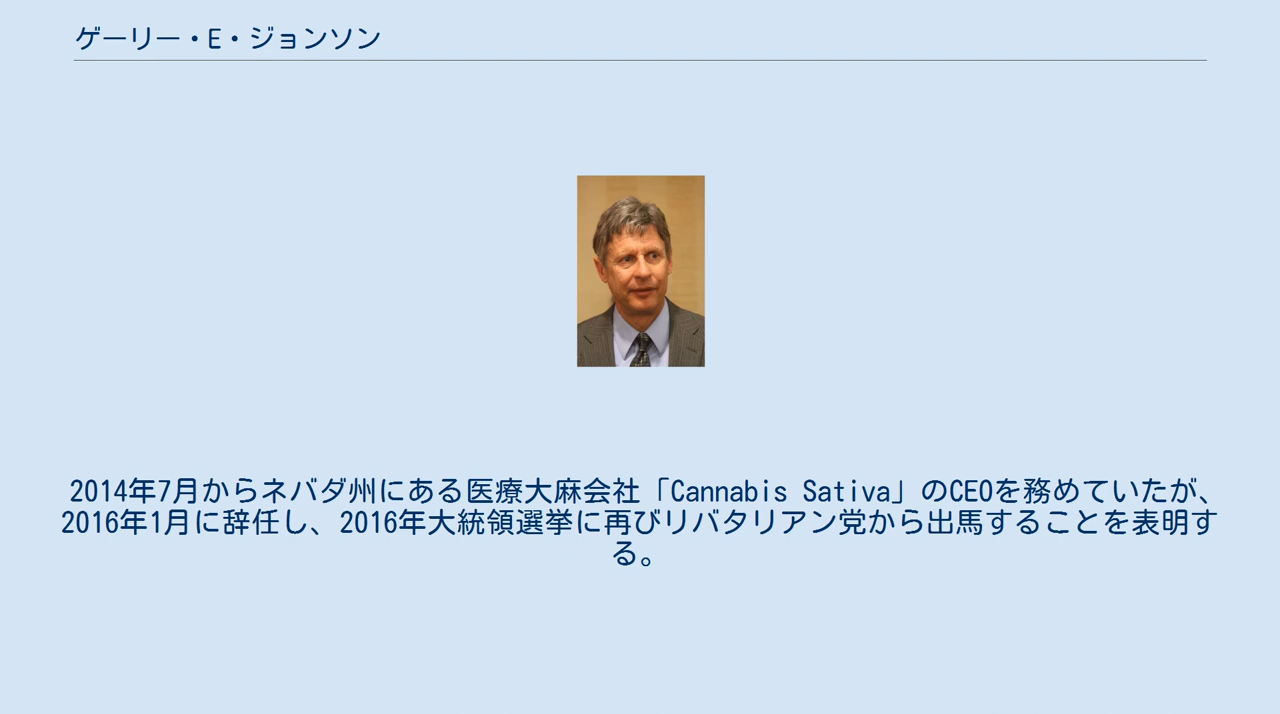 ゲーリー・E・ジョンソン
2014年7月からネバダ州にある医療大麻会社「Cannabis Sativa」のCEOを務めていたが、
2016年1月に辞任し、2016年大統領選挙に再びリバタリアン党から出馬することを表明す
る。